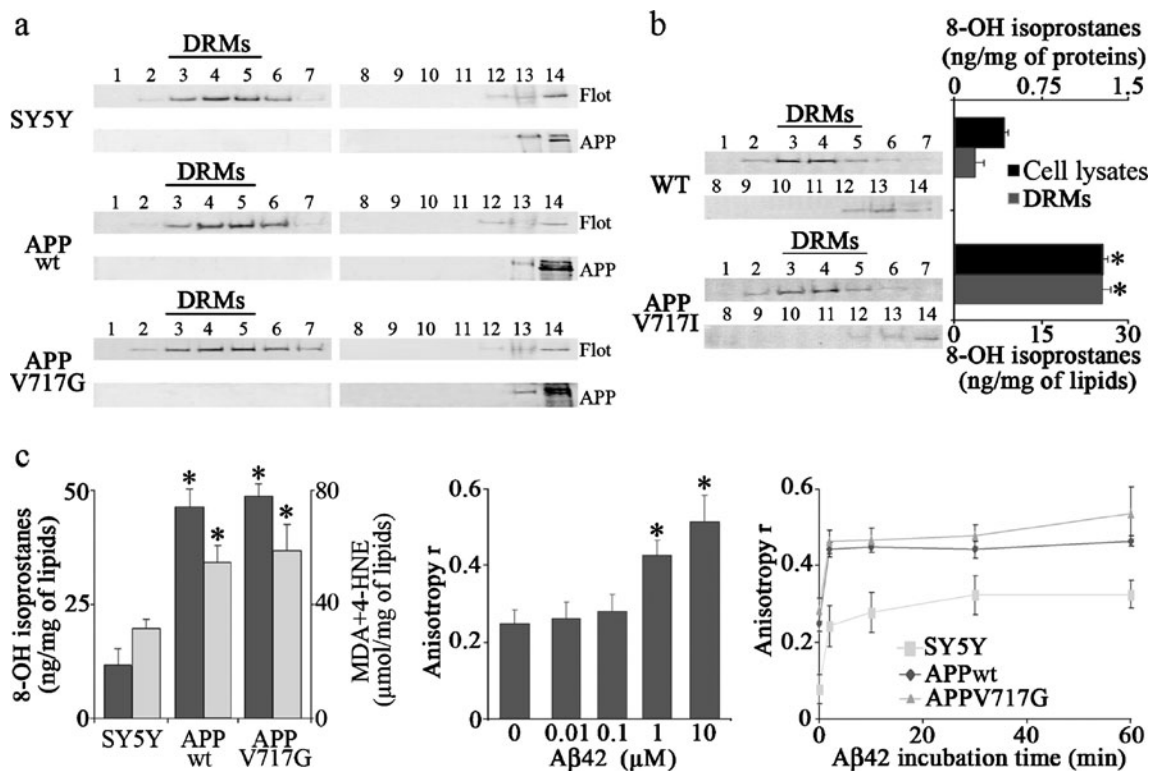 a
DRMs
1 2 3 4 5 6 7 8 9 10 11 12 13 14
SY5Y
Flot
APP
DRMs
1 2 3 4 5 6 7 8 9 10 11 12 13 14
APP
wt
Flot
APP
DRMs
1 2 3 4 5 6 7 8 9 10 11 12 13 14
APP
V717G
Flot
APP
b
8-OH isoprostanes
(ng/mg of proteins)
0 0.75 1.5
DRMs
1 2 3 4 5 6 7
WT
8 9 10 11 12 13 14
Cell lysates
DRMs
DRMs
1 2 3 4 5 6 7
APP
V717I
8 9 10 11 12 13 14
*
*
0 15 30
8-OH isoprostanes
(ng/mg of lipids)
c
8-OH isoprostanes
(ng/mg of lipids)
50
25
0
* * * *
80
40
0
MDA+4-HNE
(µmol/mg of lipids)
SY5Y APP wt APP V717G
Anisotropy r
0.6
0.4
0.2
0
* *
0 0.01 0.1 1 10
Aβ42 (µM)
Anisotropy r
0.6
0.4
0.2
0
SY5Y
APPwt
APPV717G
0 20 40 60
Aβ42 incubation time (min)